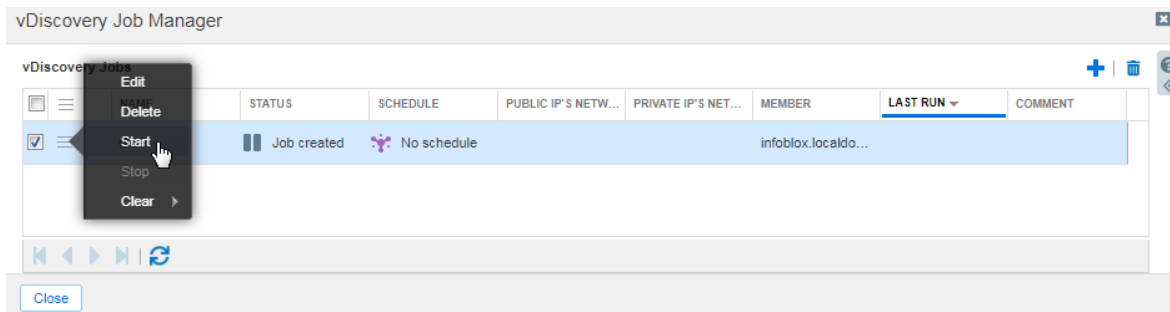 vDiscovery Job Manager
vDiscovery Jobs
Edit
Delete
Start
Stop
Clear
NAME STATUS SCHEDULE PUBLIC IP'S NETW... PRIVATE IP'S NET... MEMBER LAST RUN COMMENT
Job created No schedule infoblox.localdo...
Close